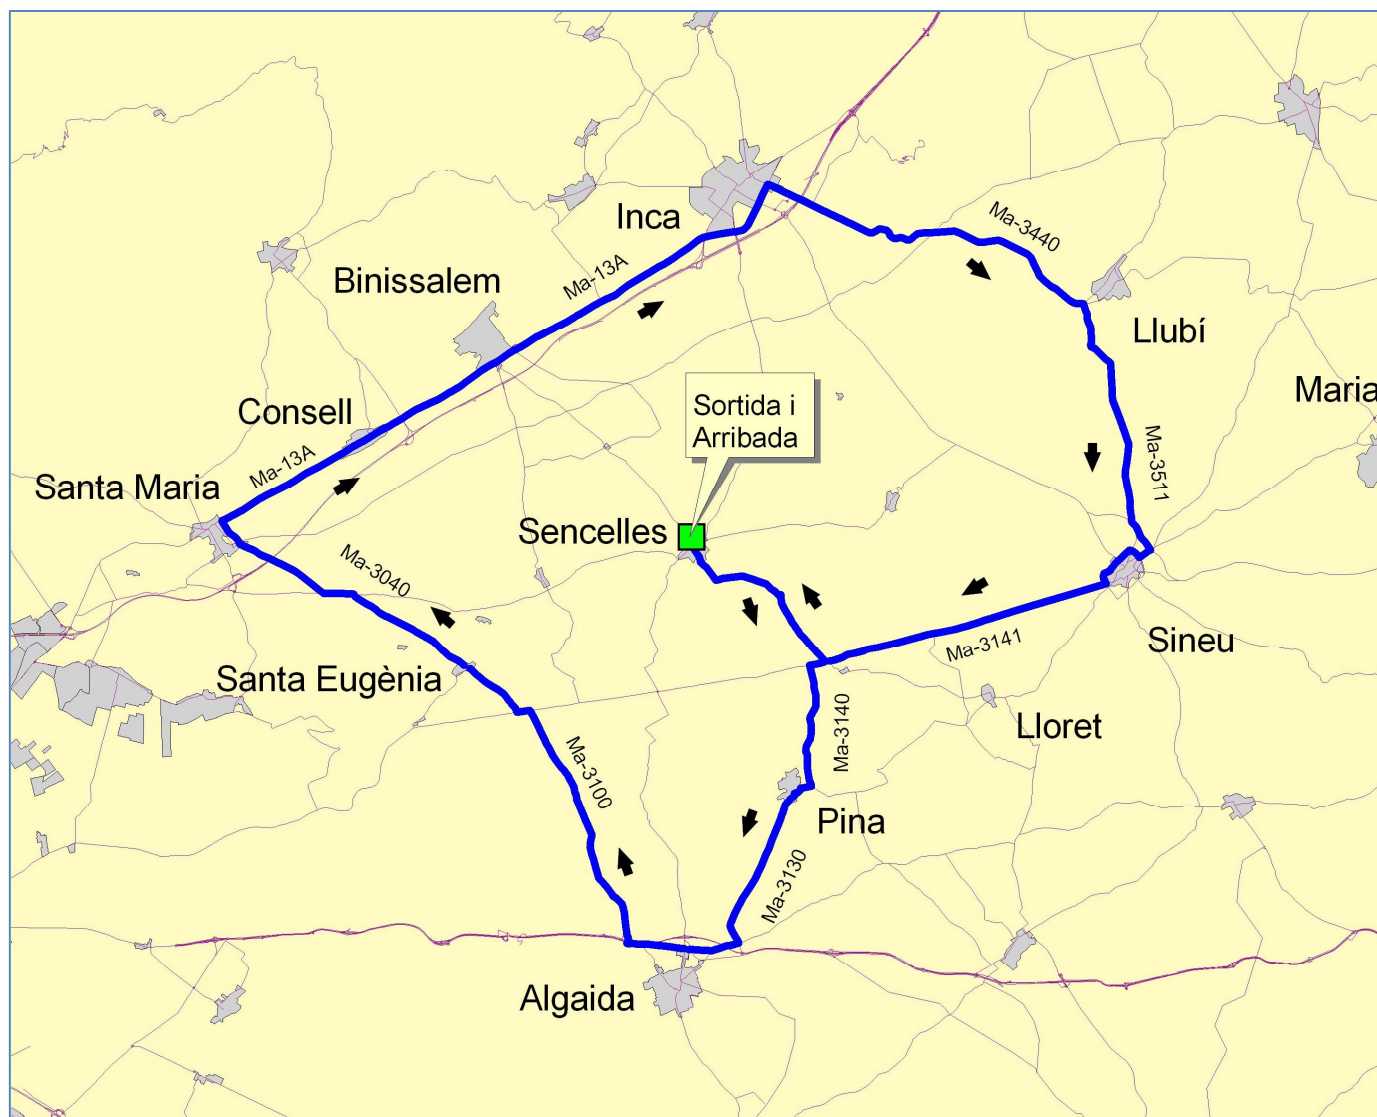 Inca
Ma-3440
Binissalem
Ma-13A
Llubí
Maria
Consell
Sortida i
Arribada
Ma-13A
Ma-3511
Santa Maria
Sencelles
Ma-3040
Sineu
Ma-3141
Santa Eugènia
Lloret
Ma-3140
Ma-3100
Pina
Ma-3130
Algaida